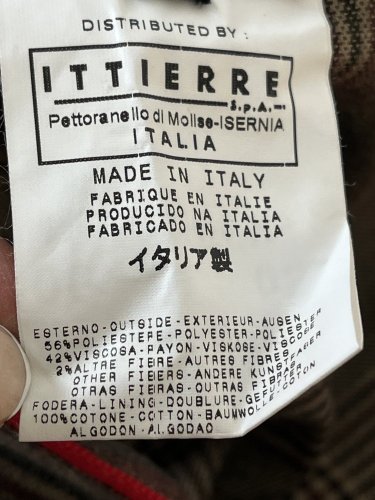 DISTRIBUTED BY :
ITTIERRE
S.p.A.
Pettoranello di Molise-ISERNIA
ITALIA
MADE IN ITALY
FABRIQUE EN ITALIE
PRODUCIDO NA ITALIA
FABRICADO EN ITALIA
イタリア製
ESTERNO-OUTSIDE-EXTERIEUR-AUSEN
56%POLIESTERE-POLYESTER-POLIESTER
42%VISCOSA-RAYON-VISKOSE-VISCOSE
2%ALTRE FIBRE-AUTRES FIBRES
OTHER FIBERS-ANDERE KUNSTFASER
OTRAS FIBRAS-OUTRAS FIBRAS
FODERA-LINING-DOUBLURE-GEFUTTER
100%COTONE-COTTON-BAUMWOLLE-COTON
ALGODON-ALGODAO